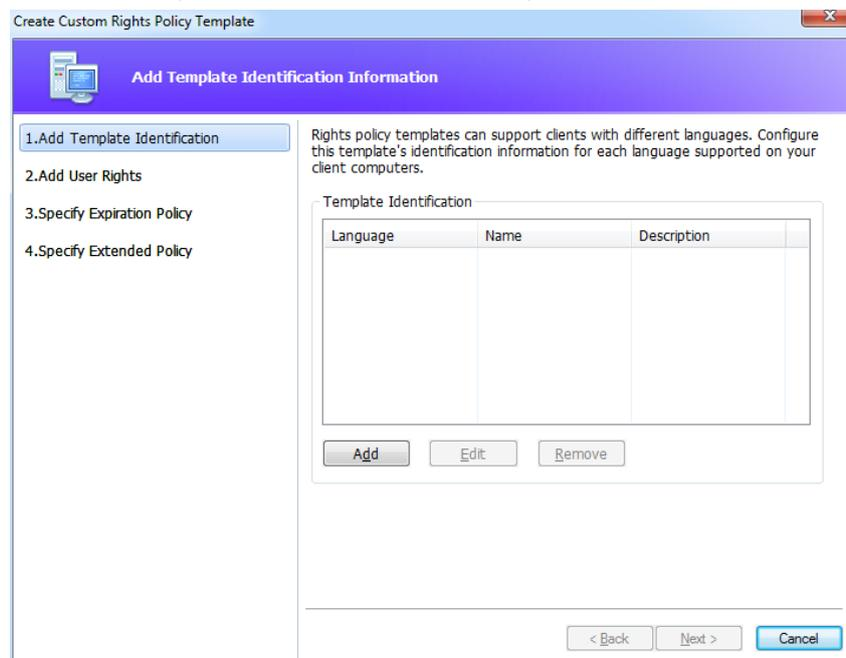 Create Custom Rights Policy Template
Add Template Identification Information
1.Add Template Identification
2.Add User Rights
3.Specify Expiration Policy
4.Specify Extended Policy
Rights policy templates can support clients with different languages. Configure
this template's identification information for each language supported on your
client computers.
Template Identification
Language Name Description
Add Edit Remove
< Back Next > Cancel